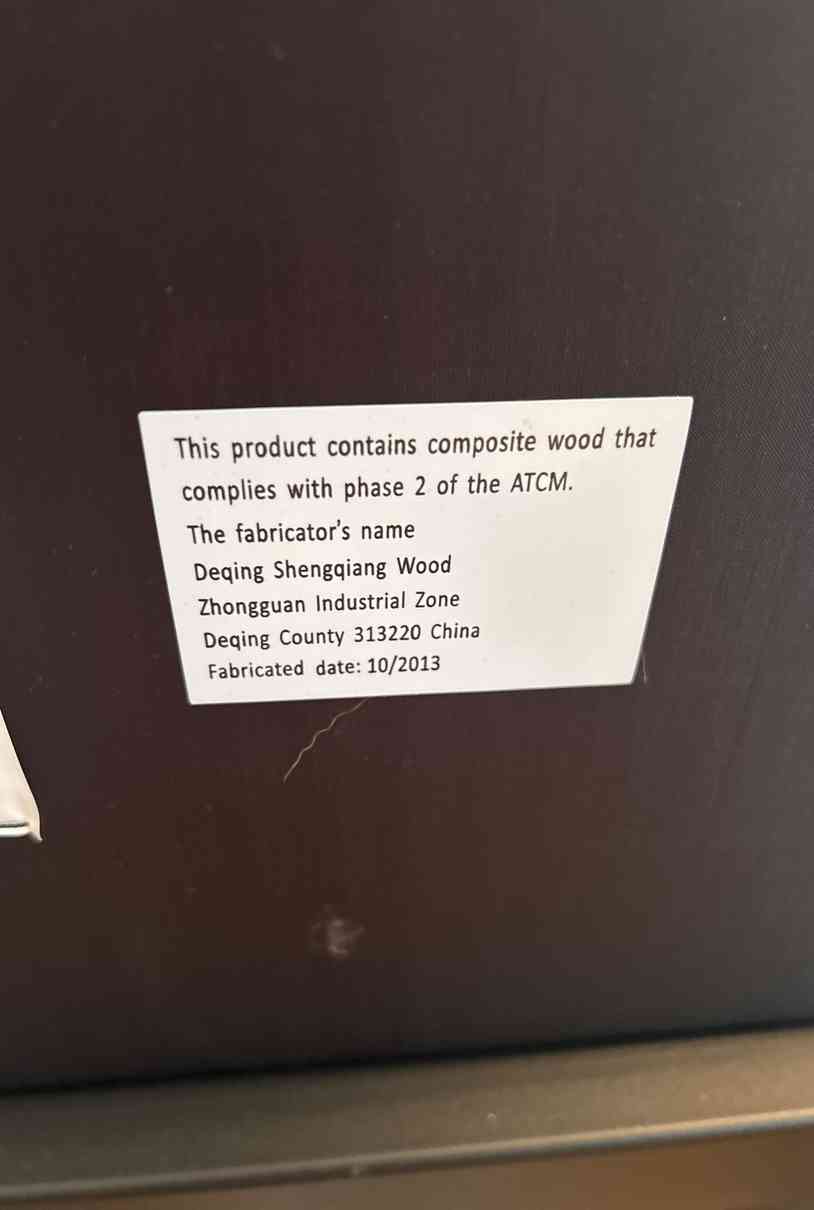 This product contains composite wood that
complies with phase 2 of the ATCM.
The fabricator's name
Deqing Shengqiang Wood
Zhongguan Industrial Zone
Deqing County 313220 China
Fabricated date: 10/2013